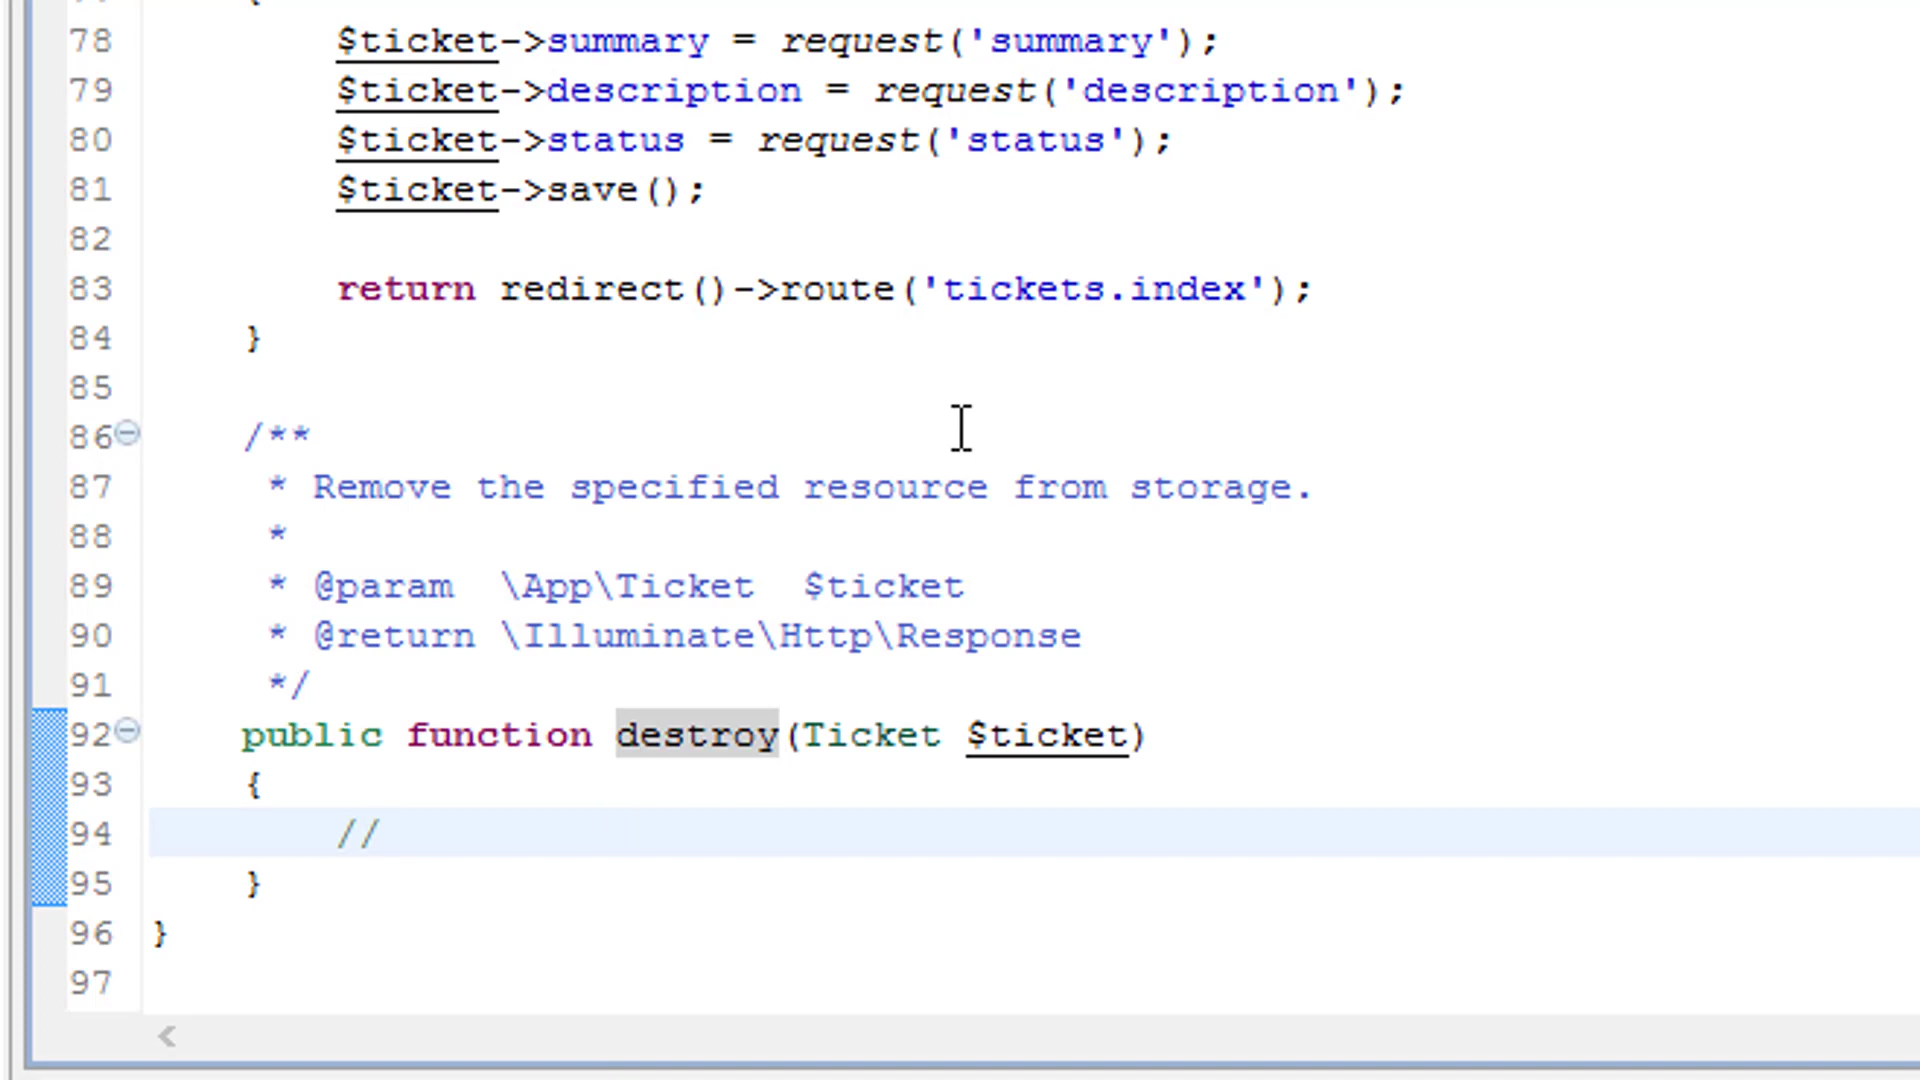 78 $ticket->summary = request('summary');
79 $ticket->description = request('description');
80 $ticket->status = request('status');
81 $ticket->save();
82
83 return redirect()->route('tickets.index');
84 }
85
86 /**
87 * Remove the specified resource from storage.
88 *
89 * @param  \App\Ticket  $ticket
90 * @return \Illuminate\Http\Response
91 */
92 public function destroy(Ticket $ticket)
93 {
94 //
95 }
96 }
97